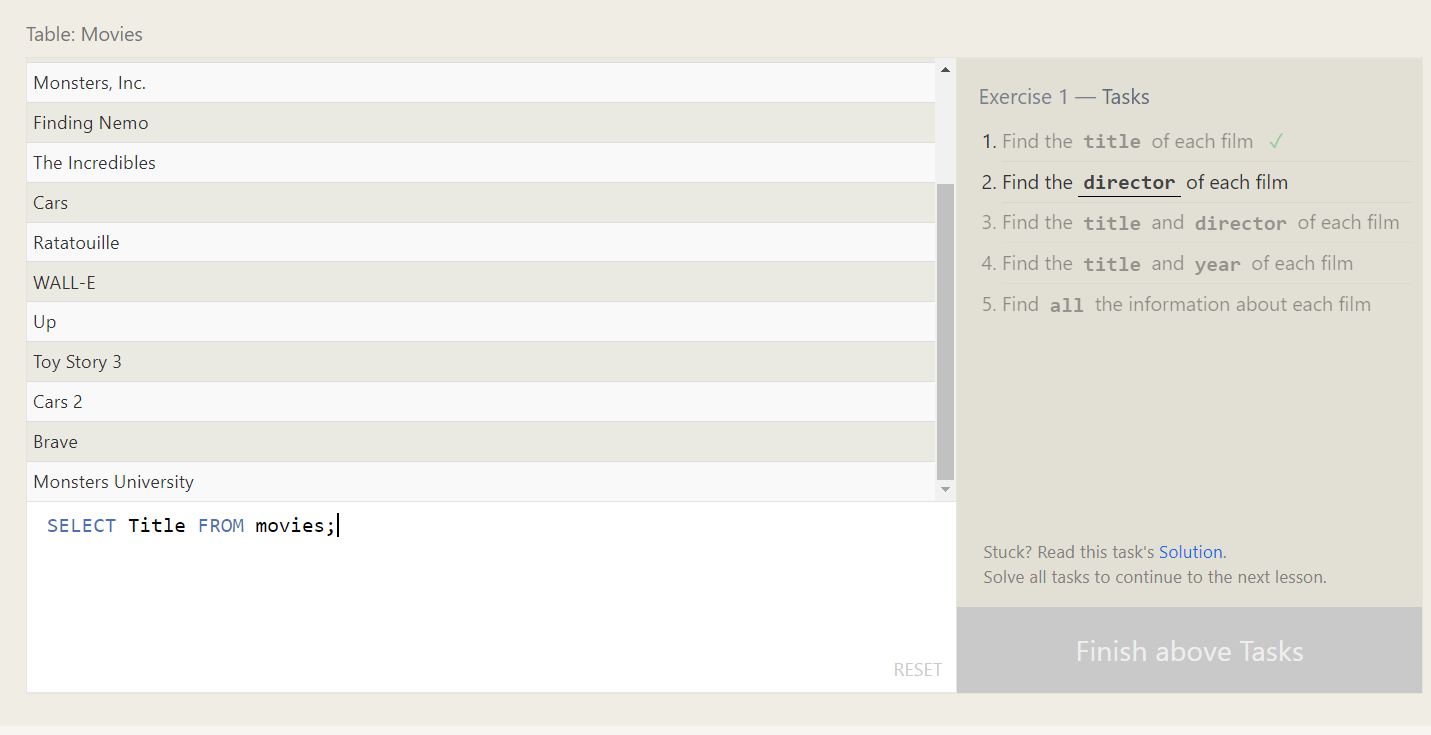 Table: Movies
Monsters, Inc.
Finding Nemo
The Incredibles
Cars
Ratatouille
WALL-E
Up
Toy Story 3
Cars 2
Brave
Monsters University
SELECT Title FROM movies;
RESET
Exercise 1 — Tasks
1. Find the title of each film ✓
2. Find the director of each film
3. Find the title and director of each film
4. Find the title and year of each film
5. Find all the information about each film
Stuck? Read this task's Solution.
Solve all tasks to continue to the next lesson.
Finish above Tasks